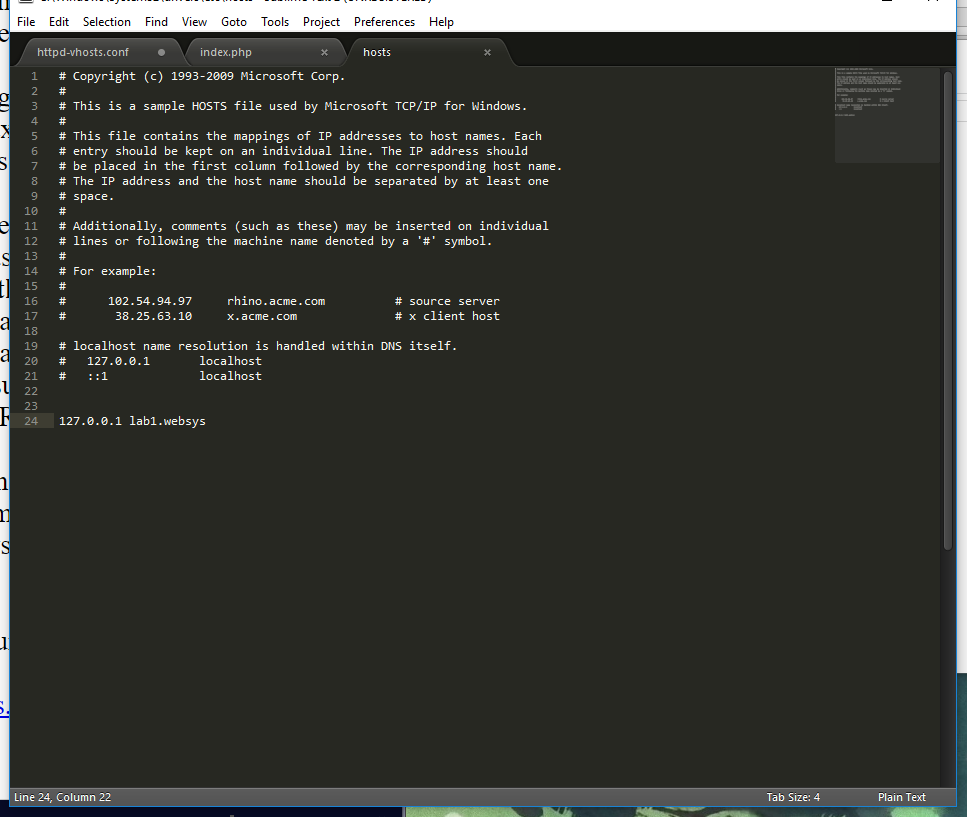 File Edit Selection Find View Goto Tools Project Preferences Help
httpd-vhosts.conf index.php hosts
1 # Copyright (c) 1993-2009 Microsoft Corp.
2 #
3 # This is a sample HOSTS file used by Microsoft TCP/IP for Windows.
4 #
5 # This file contains the mappings of IP addresses to host names. Each
6 # entry should be kept on an individual line. The IP address should
7 # be placed in the first column followed by the corresponding host name.
8 # The IP address and the host name should be separated by at least one
9 # space.
10 #
11 # Additionally, comments (such as these) may be inserted on individual
12 # lines or following the machine name denoted by a '#' symbol.
13 #
14 # For example:
15 #
16 # 102.54.94.97 rhino.acme.com # source server
17 # 38.25.63.10 x.acme.com # x client host
18
19 # localhost name resolution is handled within DNS itself.
20 # 127.0.0.1 localhost
21 # ::1 localhost
22
23
24 127.0.0.1 lab1.websys
Line 24, Column 22 Tab Size: 4 Plain Text